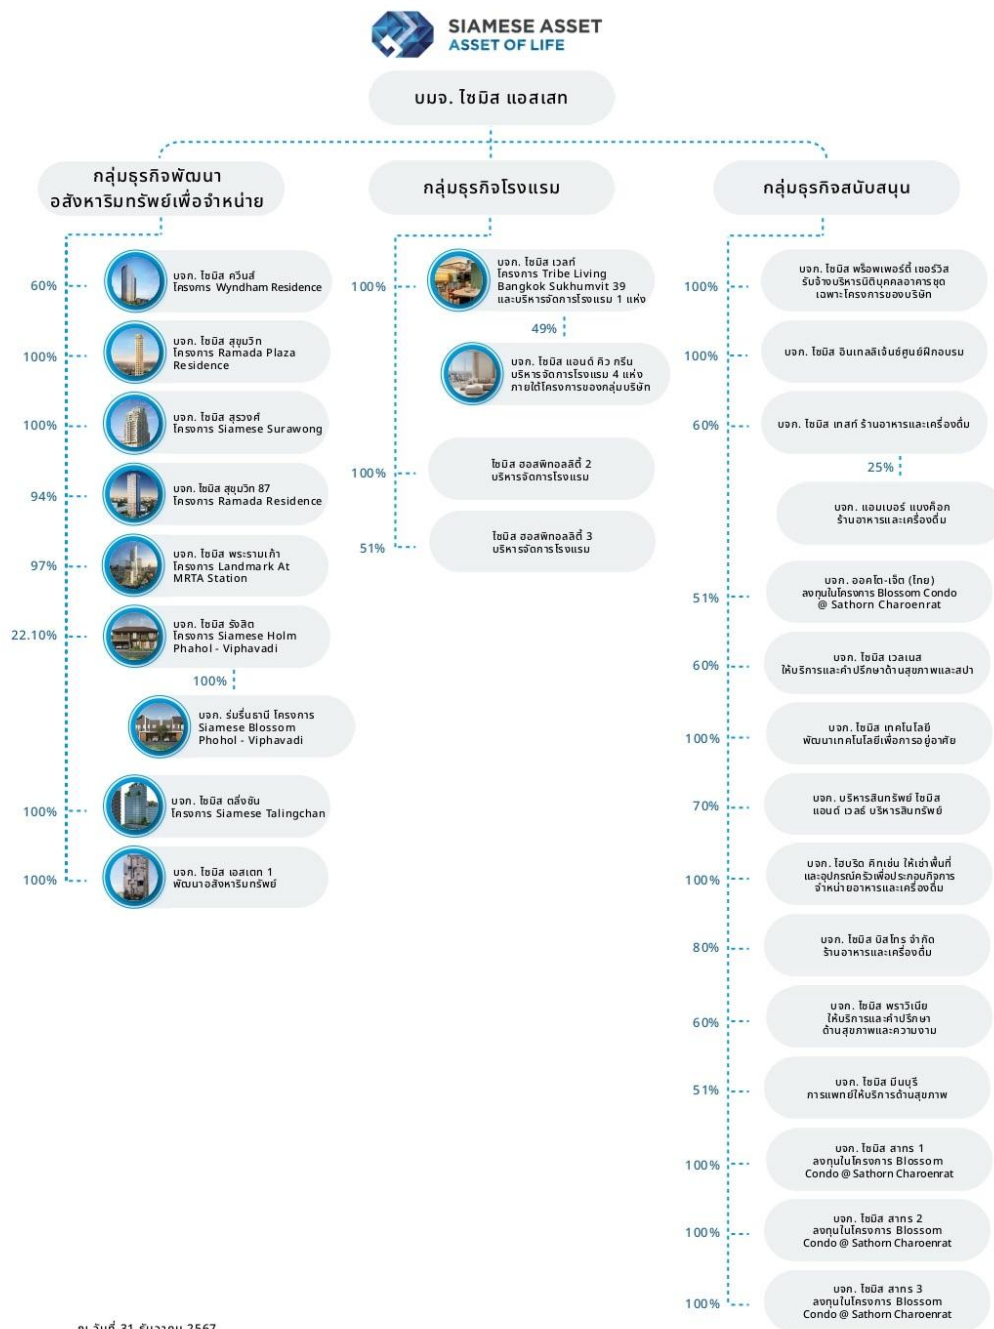 SIAMESE ASSET
ASSET OF LIFE
บมจ. ไซมิส แอสเสท
กลุ่มธุรกิจพัฒนา
อสังหาริมทรัพย์เพื่อจำหน่าย
60%
บจก. ไซมิส ควีนส์
โครงการ Wyndham Residence
100%
บจก. ไซมิส สุขุมวิท
โครงการ Ramada Plaza
Residence
100%
บจก. ไซมิส สุรวงศ์
โครงการ Siamese Surawong
94%
บจก. ไซมิส สุขุมวิท 87
โครงการ Ramada Residence
97%
บจก. ไซมิส พระรามเก้า
โครงการ Landmark At
MRTA Station
22.10%
บจก. ไซมิส รังสิต
โครงการ Siamese Holm
Phahol - Viphavadi
100%
บจก. ร่มรื่นธานี โครงการ
Siamese Blossom
Phohol - Viphavadi
100%
บจก. ไซมิส ตลิ่งชัน
โครงการ Siamese Talingchan
100%
บจก. ไซมิส เอสเตท 1
พัฒนาอสังหาริมทรัพย์
กลุ่มธุรกิจโรงแรม
100%
บจก. ไซมิส เวลท์
โครงการ Tribe Living
Bangkok Sukhumvit 39
และบริหารจัดการโรงแรม 1 แห่ง
49%
บจก. ไซมิส แอนด์ คิว กรีน
บริหารจัดการโรงแรม 4 แห่ง
ภายใต้โครงการของกลุ่มบริษัท
100%
ไซมิส ฮอสพิทอลลิตี้ 2
บริหารจัดการโรงแรม
51%
ไซมิส ฮอสพิทอลลิตี้ 3
บริหารจัดการโรงแรม
กลุ่มธุรกิจสนับสนุน
100%
บจก. ไซมิส พร็อพเพอร์ตี้ เซอร์วิส
รับจ้างบริหารนิติบุคคลอาคารชุด
เฉพาะโครงการของบริษัท
100%
บจก. ไซมิส อินเทลลิเจ้นซ์ศูนย์ฝึกอบรม
60%
บจก. ไซมิส เทสท์ ร้านอาหารและเครื่องดื่ม
25%
บจก. แอมเบอร์ แบงค็อก
ร้านอาหารและเครื่องดื่ม
51%
บจก. ออคโต-เจ็ต (ไทย)
ลงทุนในโครงการ Blossom Condo
@ Sathorn Charoenrat
60%
บจก. ไซมิส เวลเนส
ให้บริการและคำปรึกษาด้านสุขภาพและสปา
100%
บจก. ไซมิส เทคโนโลยี
พัฒนาเทคโนโลยีเพื่อการอยู่อาศัย
70%
บจก. บริหารสินทรัพย์ ไซมิส
แอนด์ เวลธ์ บริหารสินทรัพย์
100%
บจก. ไฮบริด คิทเช่น ให้เช่าพื้นที่
และอุปกรณ์ครัวเพื่อประกอบกิจการ
จำหน่ายอาหารและเครื่องดื่ม
80%
บจก. ไซมิส บิสโทร จำกัด
ร้านอาหารและเครื่องดื่ม
60%
บจก. ไซมิส พราวิเนีย
ให้บริการและคำปรึกษา
ด้านสุขภาพและความงาม
51%
บจก. ไซมิส มีนบุรี
การแพทย์ให้บริการด้านสุขภาพ
100%
บจก. ไซมิส สาทร 1
ลงทุนในโครงการ Blossom
Condo @ Sathorn Charoenrat
100%
บจก. ไซมิส สาทร 2
ลงทุนในโครงการ Blossom
Condo @ Sathorn Charoenrat
100%
บจก. ไซมิส สาทร 3
ลงทุนในโครงการ Blossom
Condo @ Sathorn Charoenrat
ณ วันที่ 31 ธันวาคม 2567